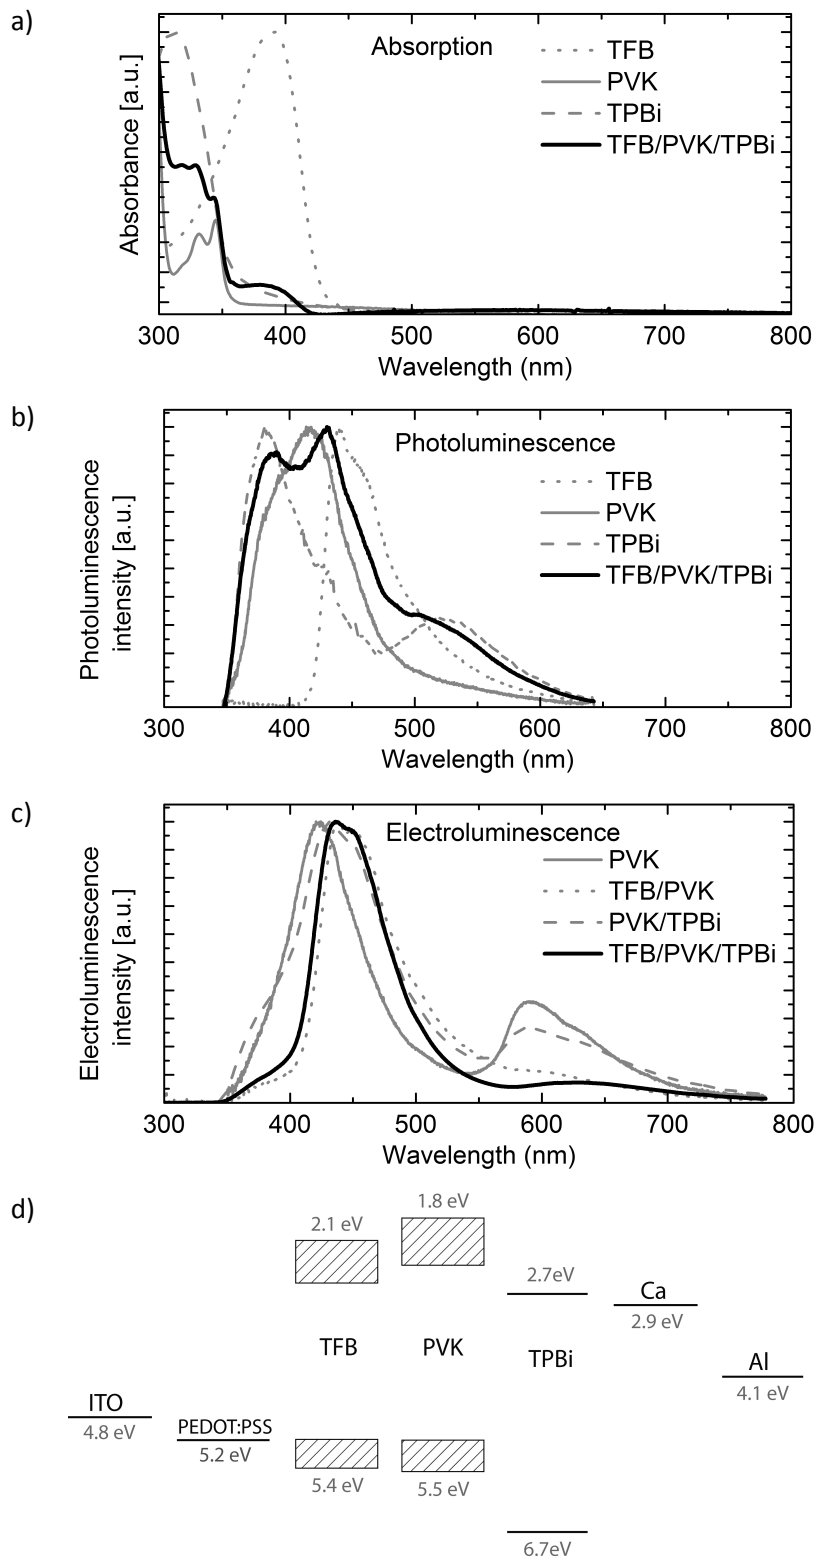 a)
Absorption
TFB
PVK
TPBi
TFB/PVK/TPBi
Absorbance [a.u.]
300 400 500 600 700 800
Wavelength (nm)
b)
Photoluminescence
TFB
PVK
TPBi
TFB/PVK/TPBi
Photoluminescence
intensity [a.u.]
300 400 500 600 700 800
Wavelength (nm)
c)
Electroluminescence
PVK
TFB/PVK
PVK/TPBi
TFB/PVK/TPBi
Electroluminescence
intensity [a.u.]
300 400 500 600 700 800
Wavelength (nm)
d)
1.8 eV
2.1 eV
2.7eV
Ca
2.9 eV
TFB PVK TPBi
Al
4.1 eV
ITO
4.8 eV
PEDOT:PSS
5.2 eV
5.4 eV
5.5 eV
6.7eV